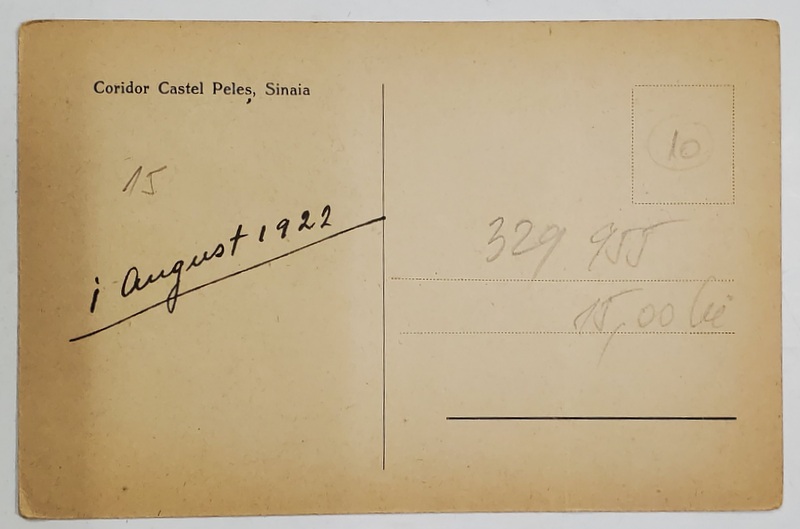 Coridor Castel Peleș, Sinaia
15
1 August 1922
10
329 955
15,00 lei